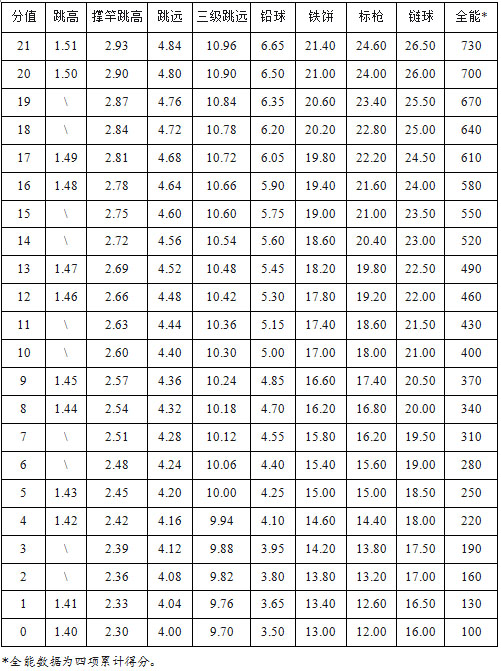 分值 跳高 撑竿跳高 跳远 三级跳远 铅球 铁饼 标枪 链球 全能*
21 1.51 2.93 4.84 10.96 6.65 21.40 24.60 26.50 730
20 1.50 2.90 4.80 10.90 6.50 21.00 24.00 26.00 700
19 \ 2.87 4.76 10.84 6.35 20.60 23.40 25.50 670
18 \ 2.84 4.72 10.78 6.20 20.20 22.80 25.00 640
17 1.49 2.81 4.68 10.72 6.05 19.80 22.20 24.50 610
16 1.48 2.78 4.64 10.66 5.90 19.40 21.60 24.00 580
15 \ 2.75 4.60 10.60 5.75 19.00 21.00 23.50 550
14 \ 2.72 4.56 10.54 5.60 18.60 20.40 23.00 520
13 1.47 2.69 4.52 10.48 5.45 18.20 19.80 22.50 490
12 1.46 2.66 4.48 10.42 5.30 17.80 19.20 22.00 460
11 \ 2.63 4.44 10.36 5.15 17.40 18.60 21.50 430
10 \ 2.60 4.40 10.30 5.00 17.00 18.00 21.00 400
9 1.45 2.57 4.36 10.24 4.85 16.60 17.40 20.50 370
8 1.44 2.54 4.32 10.18 4.70 16.20 16.80 20.00 340
7 \ 2.51 4.28 10.12 4.55 15.80 16.20 19.50 310
6 \ 2.48 4.24 10.06 4.40 15.40 15.60 19.00 280
5 1.43 2.45 4.20 10.00 4.25 15.00 15.00 18.50 250
4 1.42 2.42 4.16 9.94 4.10 14.60 14.40 18.00 220
3 \ 2.39 4.12 9.88 3.95 14.20 13.80 17.50 190
2 \ 2.36 4.08 9.82 3.80 13.80 13.20 17.00 160
1 1.41 2.33 4.04 9.76 3.65 13.40 12.60 16.50 130
0 1.40 2.30 4.00 9.70 3.50 13.00 12.00 16.00 100
*全能数据为四项累计得分。